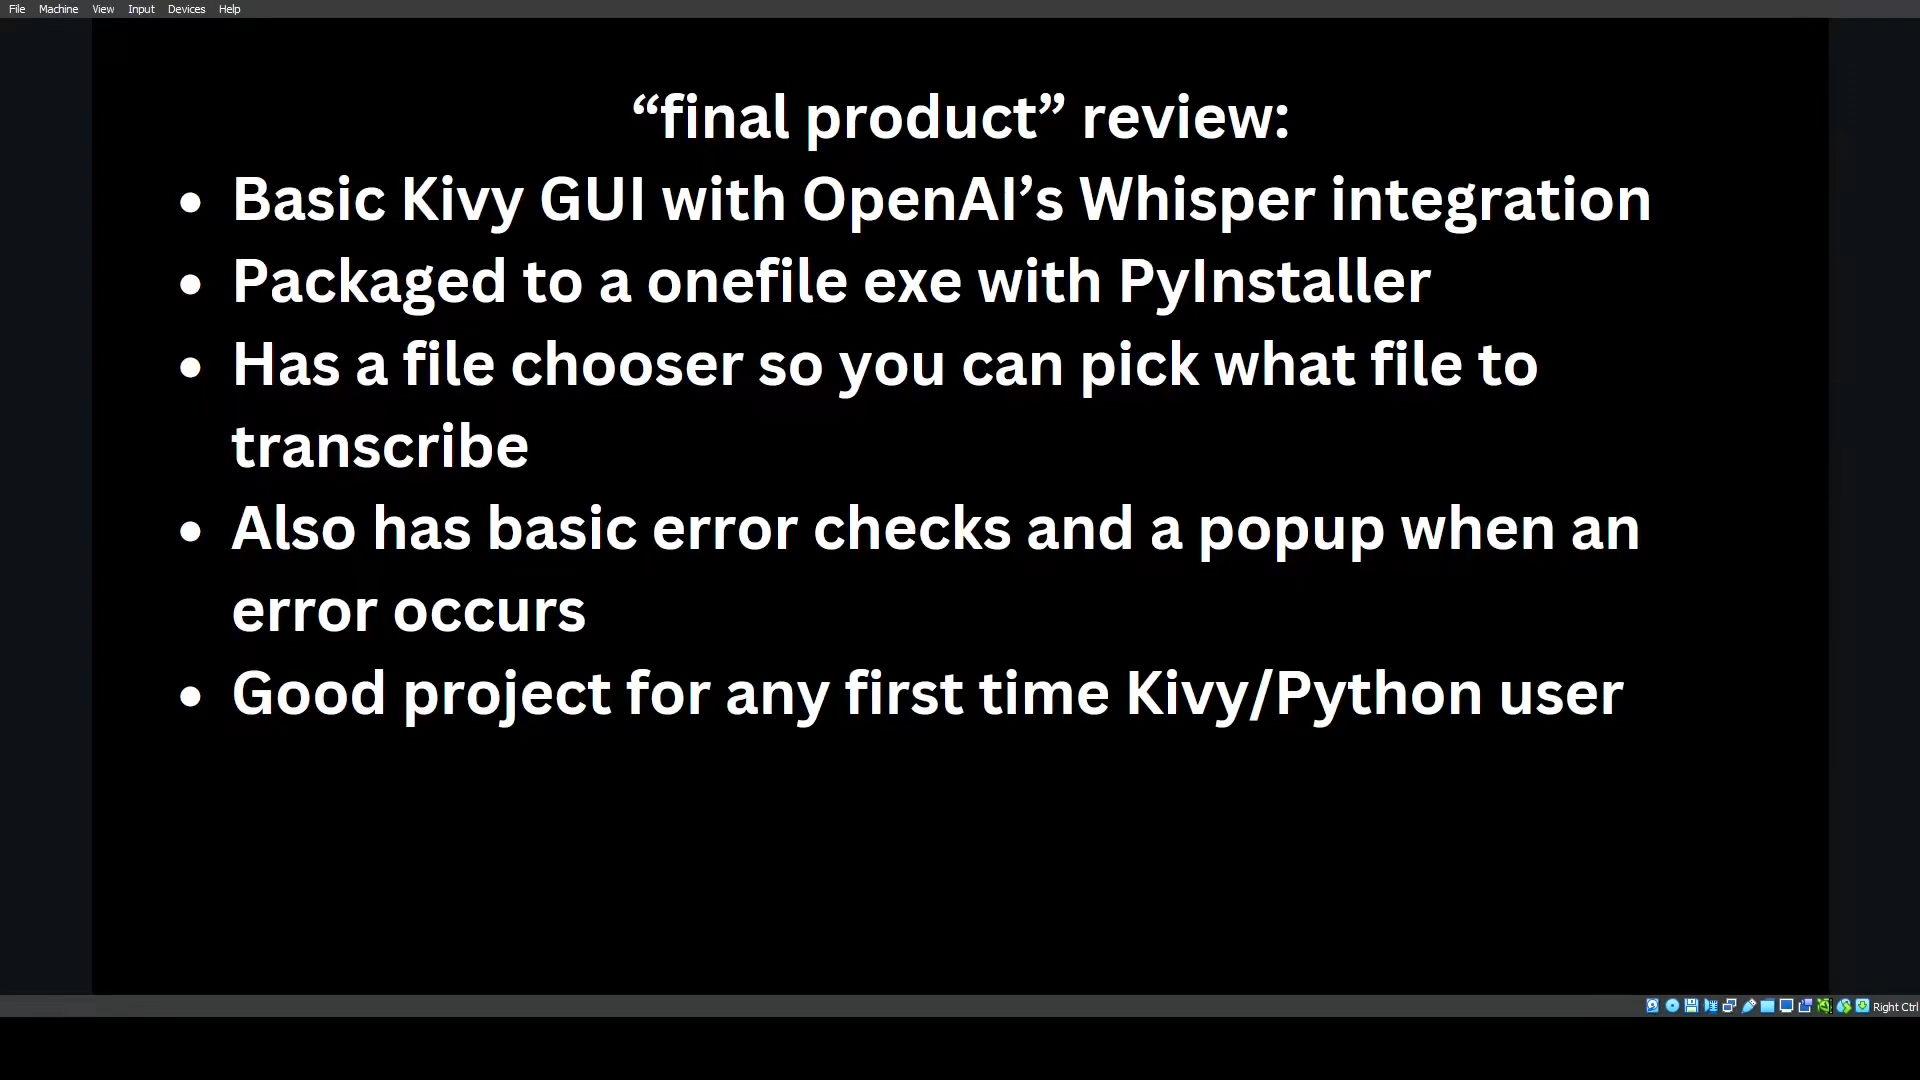 File Machine View Input Devices Help
“final product” review:
• Basic Kivy GUI with OpenAI’s Whisper integration
• Packaged to a onefile exe with PyInstaller
• Has a file chooser so you can pick what file to
transcribe
• Also has basic error checks and a popup when an
error occurs
• Good project for any first time Kivy/Python user
Right Ctrl